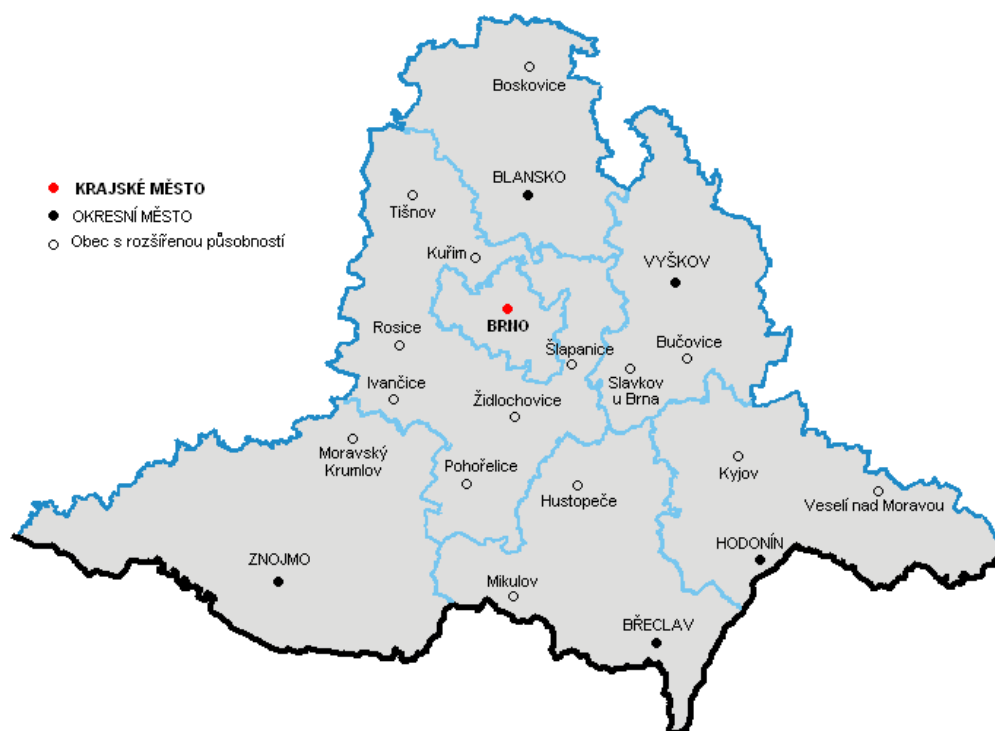 Boskovice
BLANSKO
KRAJSKÉ MĚSTO
OKRESNÍ MĚSTO
Obec s rozšířenou působností
Tišnov
Kuřim
VYŠKOV
BRNO
Rosice
Šlapanice
Bučovice
Ivančice
Slavkov
u Brna
Židlochovice
Moravský
Krumlov
Pohořelice
Hustopeče
Kyjov
Veselí nad Moravou
HODONÍN
ZNOJMO
Mikulov
BŘECLAV